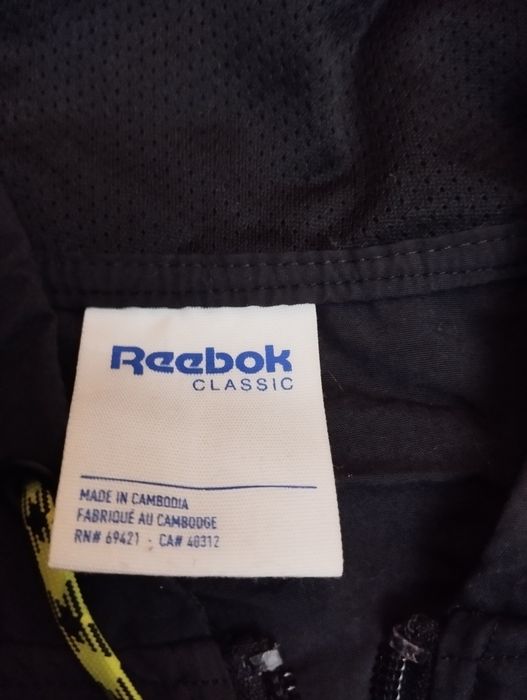 Reebok
CLASSIC
MADE IN CAMBODIA
FABRIQUÉ AU CAMBODGE
RN# 69421 - CA# 40312